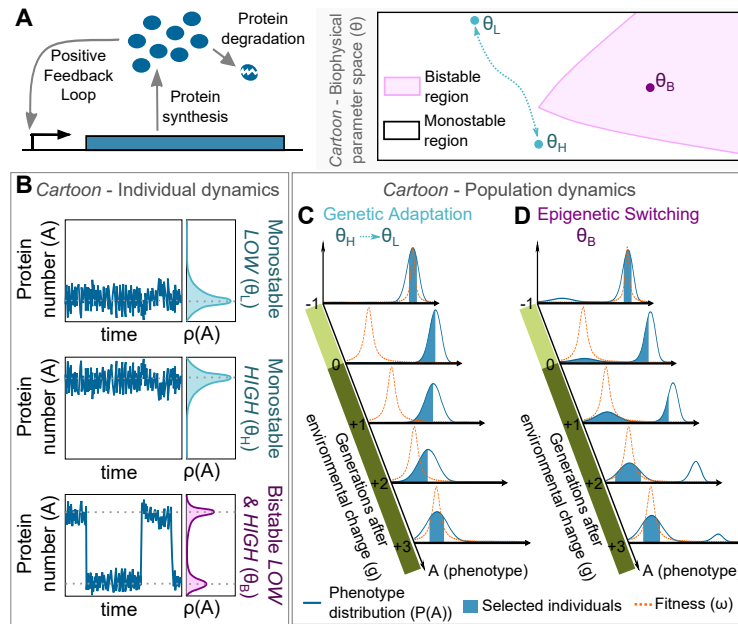 A
Positive
Feedback
Loop
Protein
degradation
Protein
synthesis
Cartoon - Biophysical
parameter space (θ)
θL
θB
θH
Bistable
region
Monostable
region
B
Cartoon - Individual dynamics
Protein
number (A)
time
ρ(A)
Monostable
LOW (θL)
Protein
number (A)
time
ρ(A)
Monostable
HIGH (θH)
Protein
number (A)
time
ρ(A)
Bistable LOW
& HIGH (θB)
Cartoon - Population dynamics
C
Genetic Adaptation
θH → θL
-1
0
+1
+2
+3
Generations after
environmental change (g)
A (phenotype)
D
Epigenetic Switching
θB
-1
0
+1
+2
+3
Generations after
environmental change (g)
A (phenotype
Phenotype
distribution (P(A))
Selected individuals
Fitness (ω)